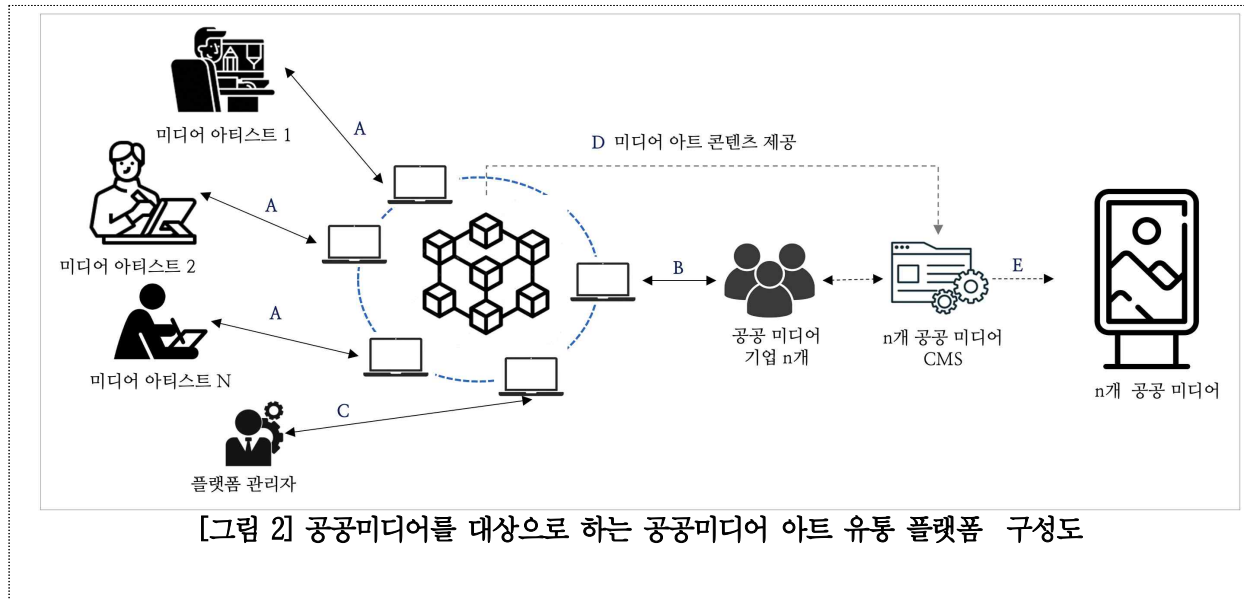 미디어 아티스트 1
A
D 미디어 아트 콘텐츠 제공
A
미디어 아티스트 2
B
E
A
공공 미디어
기업 n개
n개 공공 미디어
CMS
미디어 아티스트 N
n개 공공 미디어
C
플랫폼 관리자
[그림 2] 공공미디어를 대상으로 하는 공공미디어 아트 유통 플랫폼 구성도